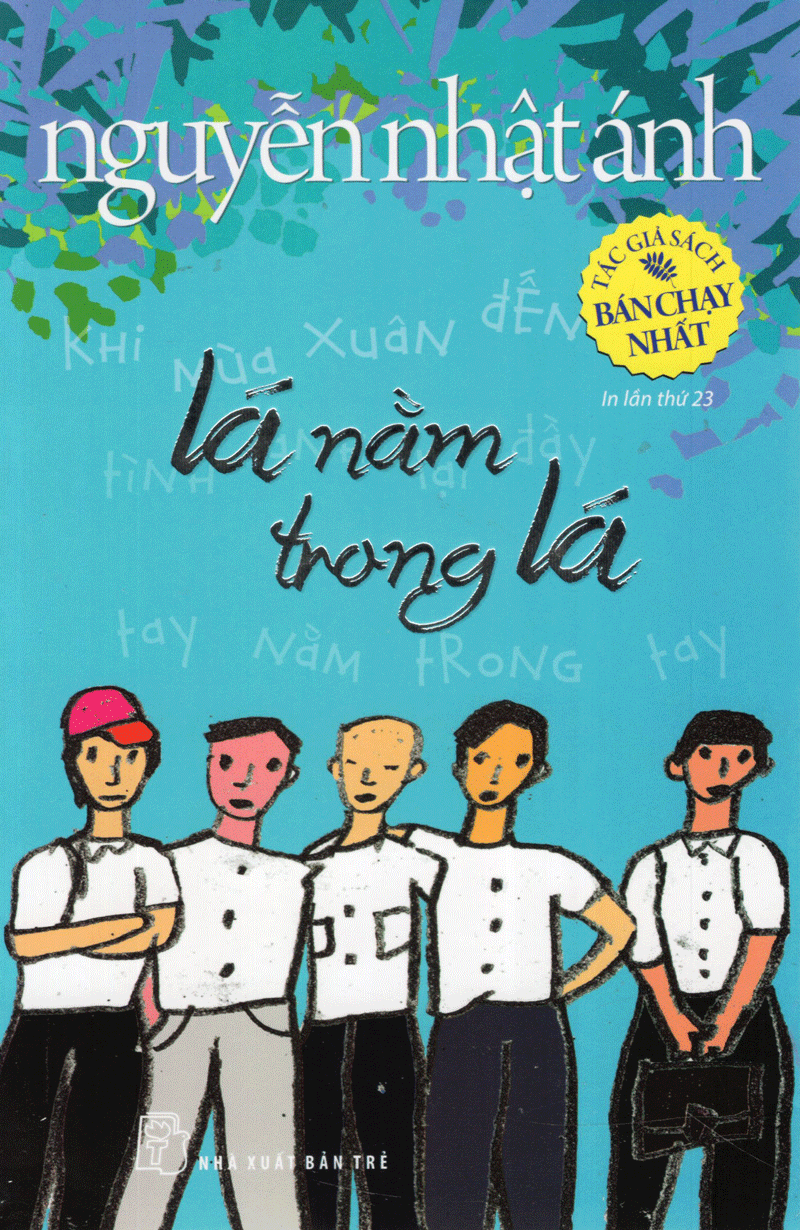 nguyễn nhật ánh
TÁC GIẢ SÁCH
BÁN CHẠY
NHẤT
In lần thứ 23
KHI MÙA XUÂN ĐẾN
lá nằm
tình lại đầy
trong lá
tay NẰM tRONG tay
NHÀ XUẤT BẢN TRẺ